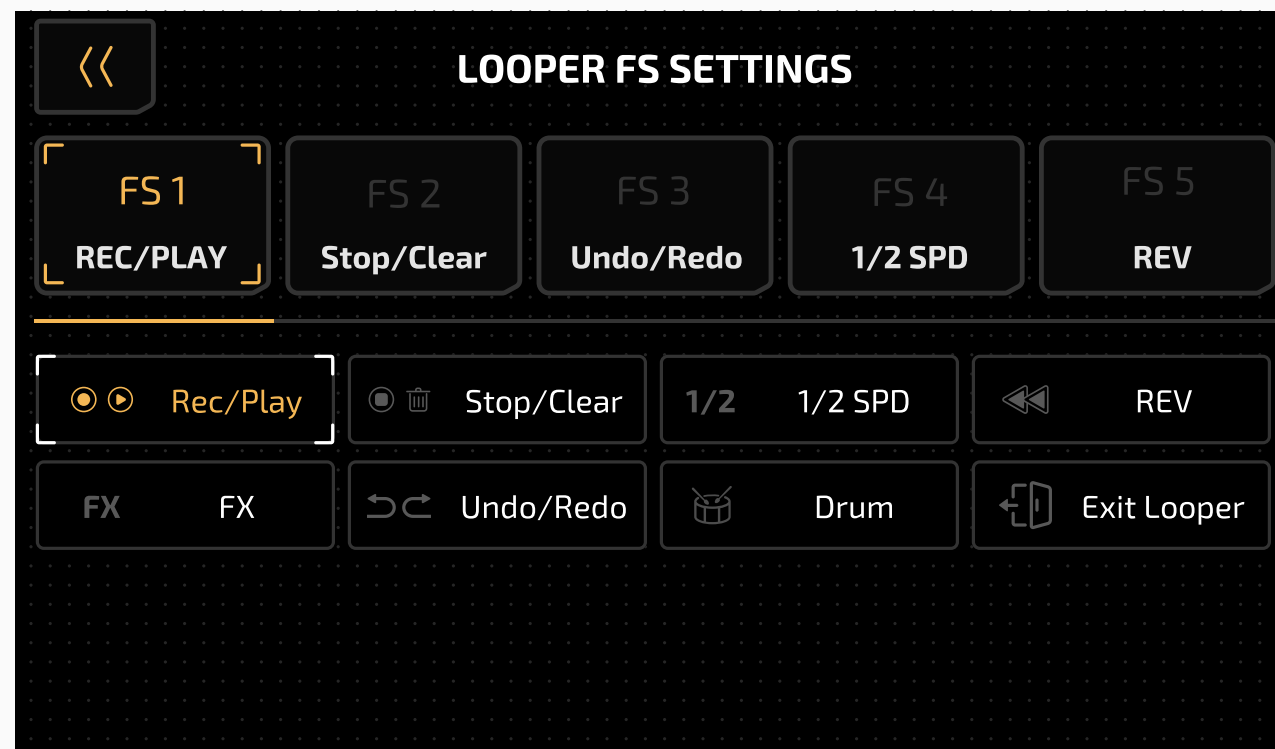 LOOPER FS SETTINGS
FS 1
REC/PLAY
FS 2
Stop/Clear
FS 3
Undo/Redo
FS 4
1/2 SPD
FS 5
REV
Rec/Play
Stop/Clear
1/2 1/2 SPD
REV
FX FX
Undo/Redo
Drum
Exit Looper